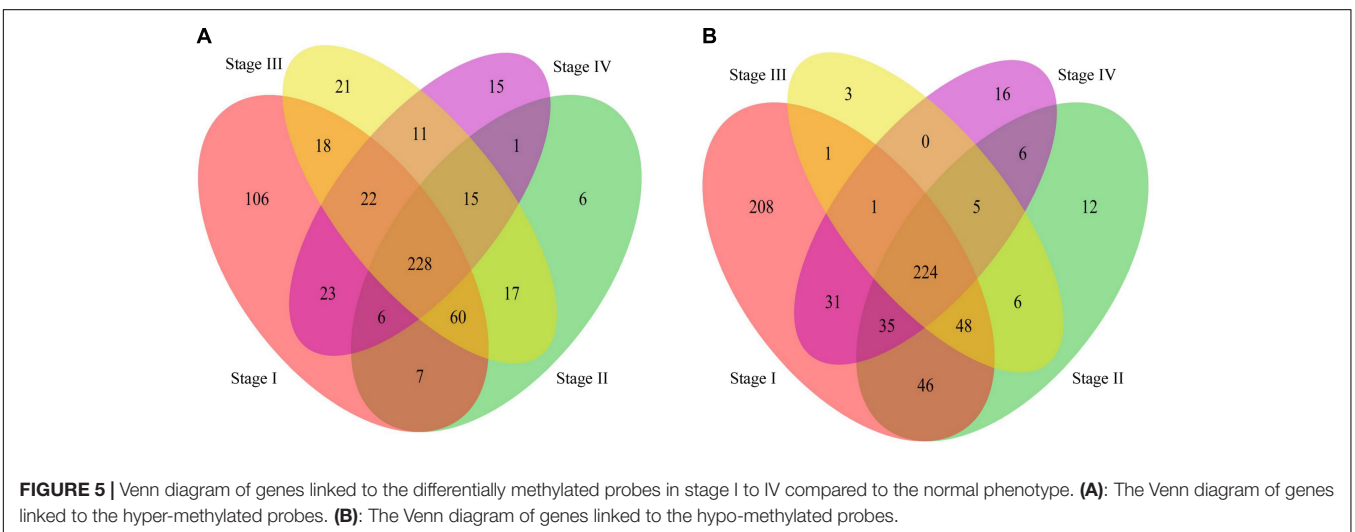 A
Stage III
Stage IV
21
15
18
11
1
106
22
15
6
228
23
17
6
60
7
Stage I
Stage II
B
Stage III
Stage IV
3
16
1
0
6
208
1
5
12
224
31
6
35
48
46
Stage I
Stage II
FIGURE 5 | Venn diagram of genes linked to the differentially methylated probes in stage I to IV compared to the normal phenotype. (A): The Venn diagram of genes
linked to the hyper-methylated probes. (B): The Venn diagram of genes linked to the hypo-methylated probes.